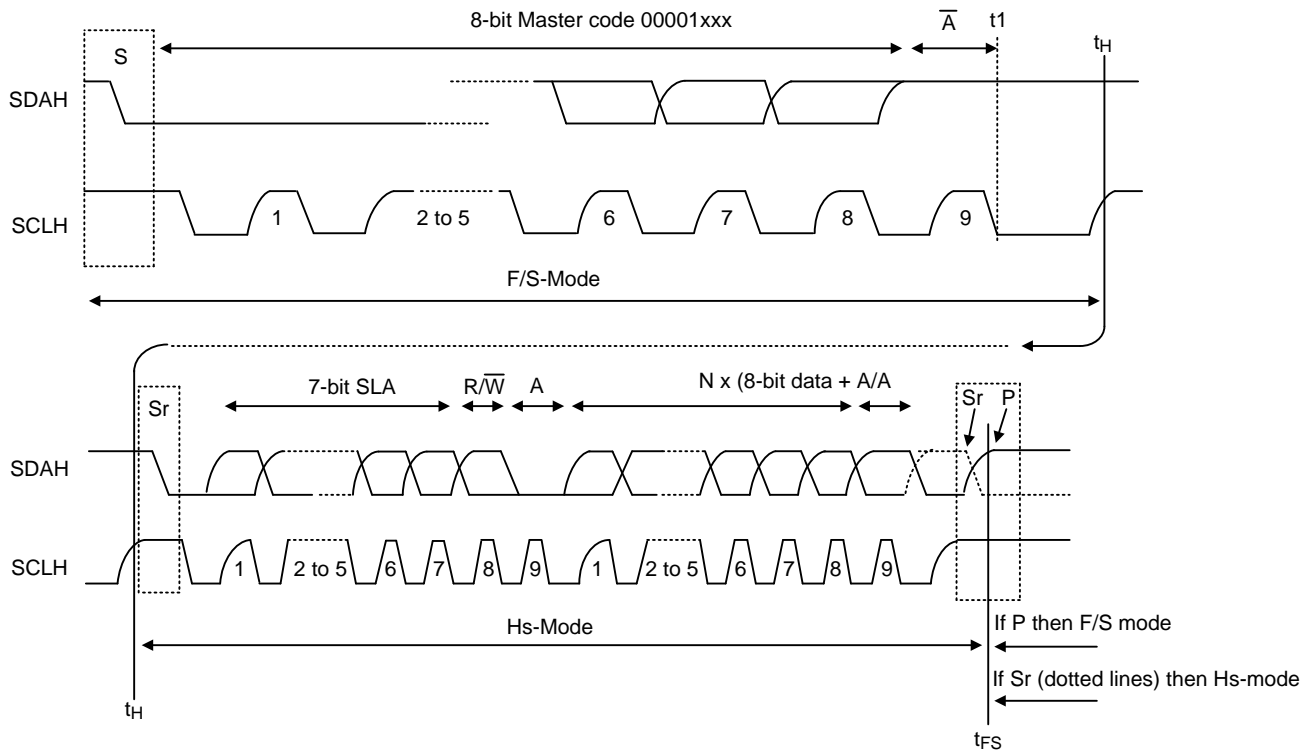 8-bit Master code 00001xxx
A̅
t1
tH
S
SDAH
SCLH
1
2 to 5
6
7
8
9
F/S-Mode
7-bit SLA
R/W̅
A
N x (8-bit data + A/A
Sr
Sr
P
SDAH
SCLH
1
2 to 5
6
7
8
9
1
2 to 5
6
7
8
9
Hs-Mode
If P then F/S mode
If Sr (dotted lines) then Hs-mode
tH
tFS